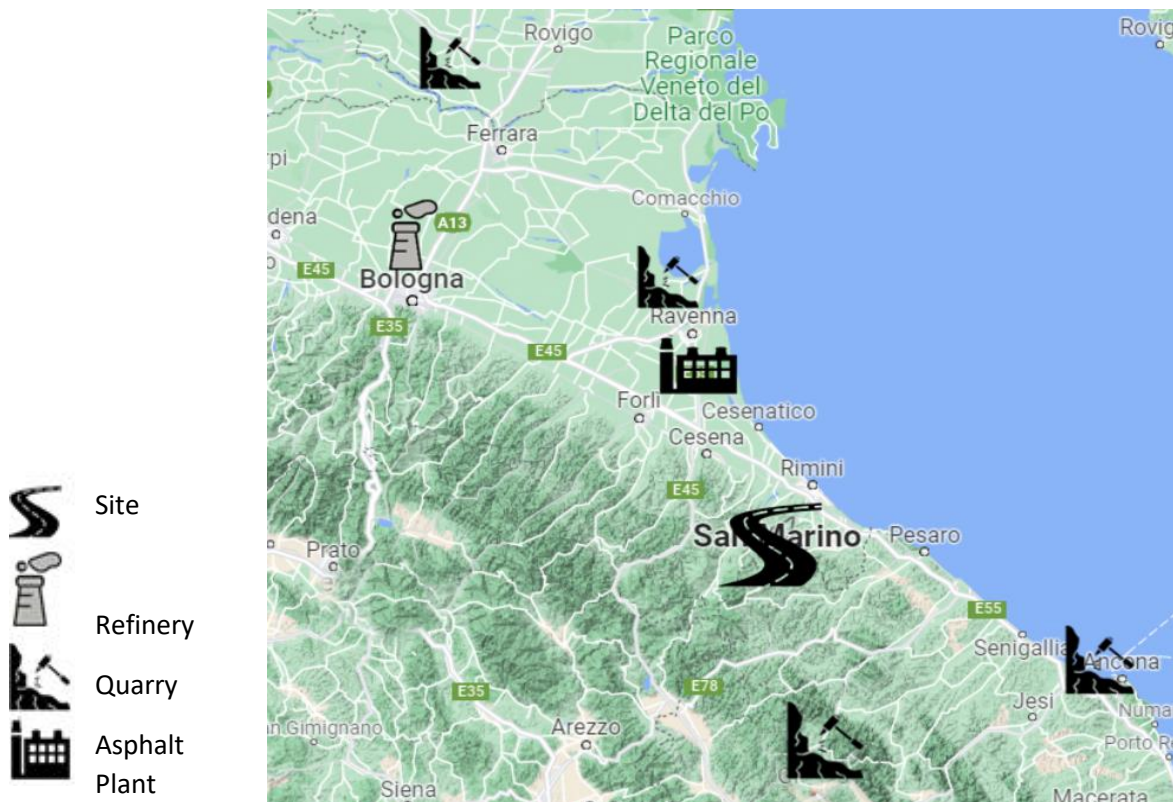 Rovigo
Parco
Regionale
Veneto del
Delta del Po
Rovig
Ferrara
rpi
Comacchio
dena
A13
o
E45
Bologna
E35
Ravenna
E45
Forlì
Cesenatico
Cesena
Rimini
E45
San Marino
Pesaro
Prato
E55
Senigallia
Ancona
E78
E35
Jesi
Numa
an Gimignano
Arezzo
Porto R
Siena
Macerata
Site
Refinery
Quarry
Asphalt
Plant